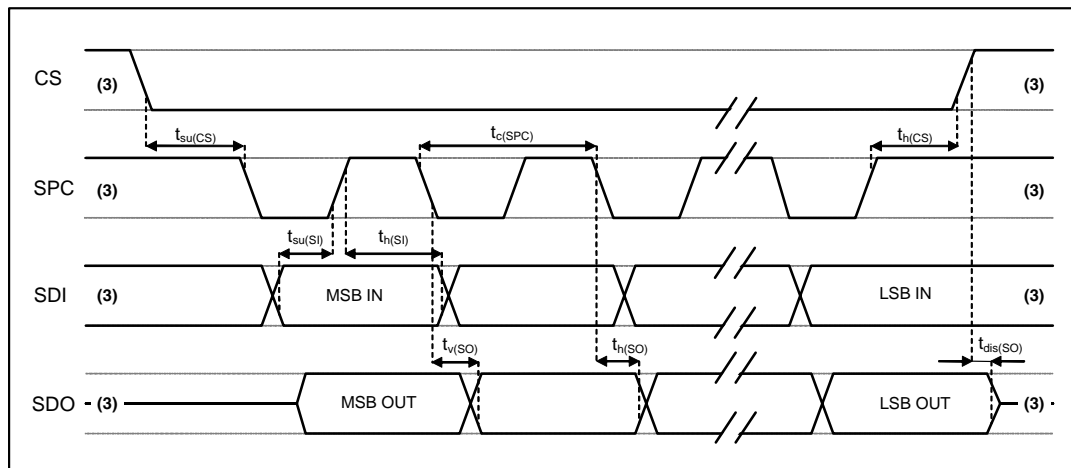 CS (3) (3)
t_su(CS) t_c(SPC) t_h(CS)
SPC (3) (3)
t_su(SI) t_h(SI)
SDI (3) MSB IN LSB IN (3)
t_v(SO) t_h(SO) t_dis(SO)
SDO (3) MSB OUT LSB OUT (3)